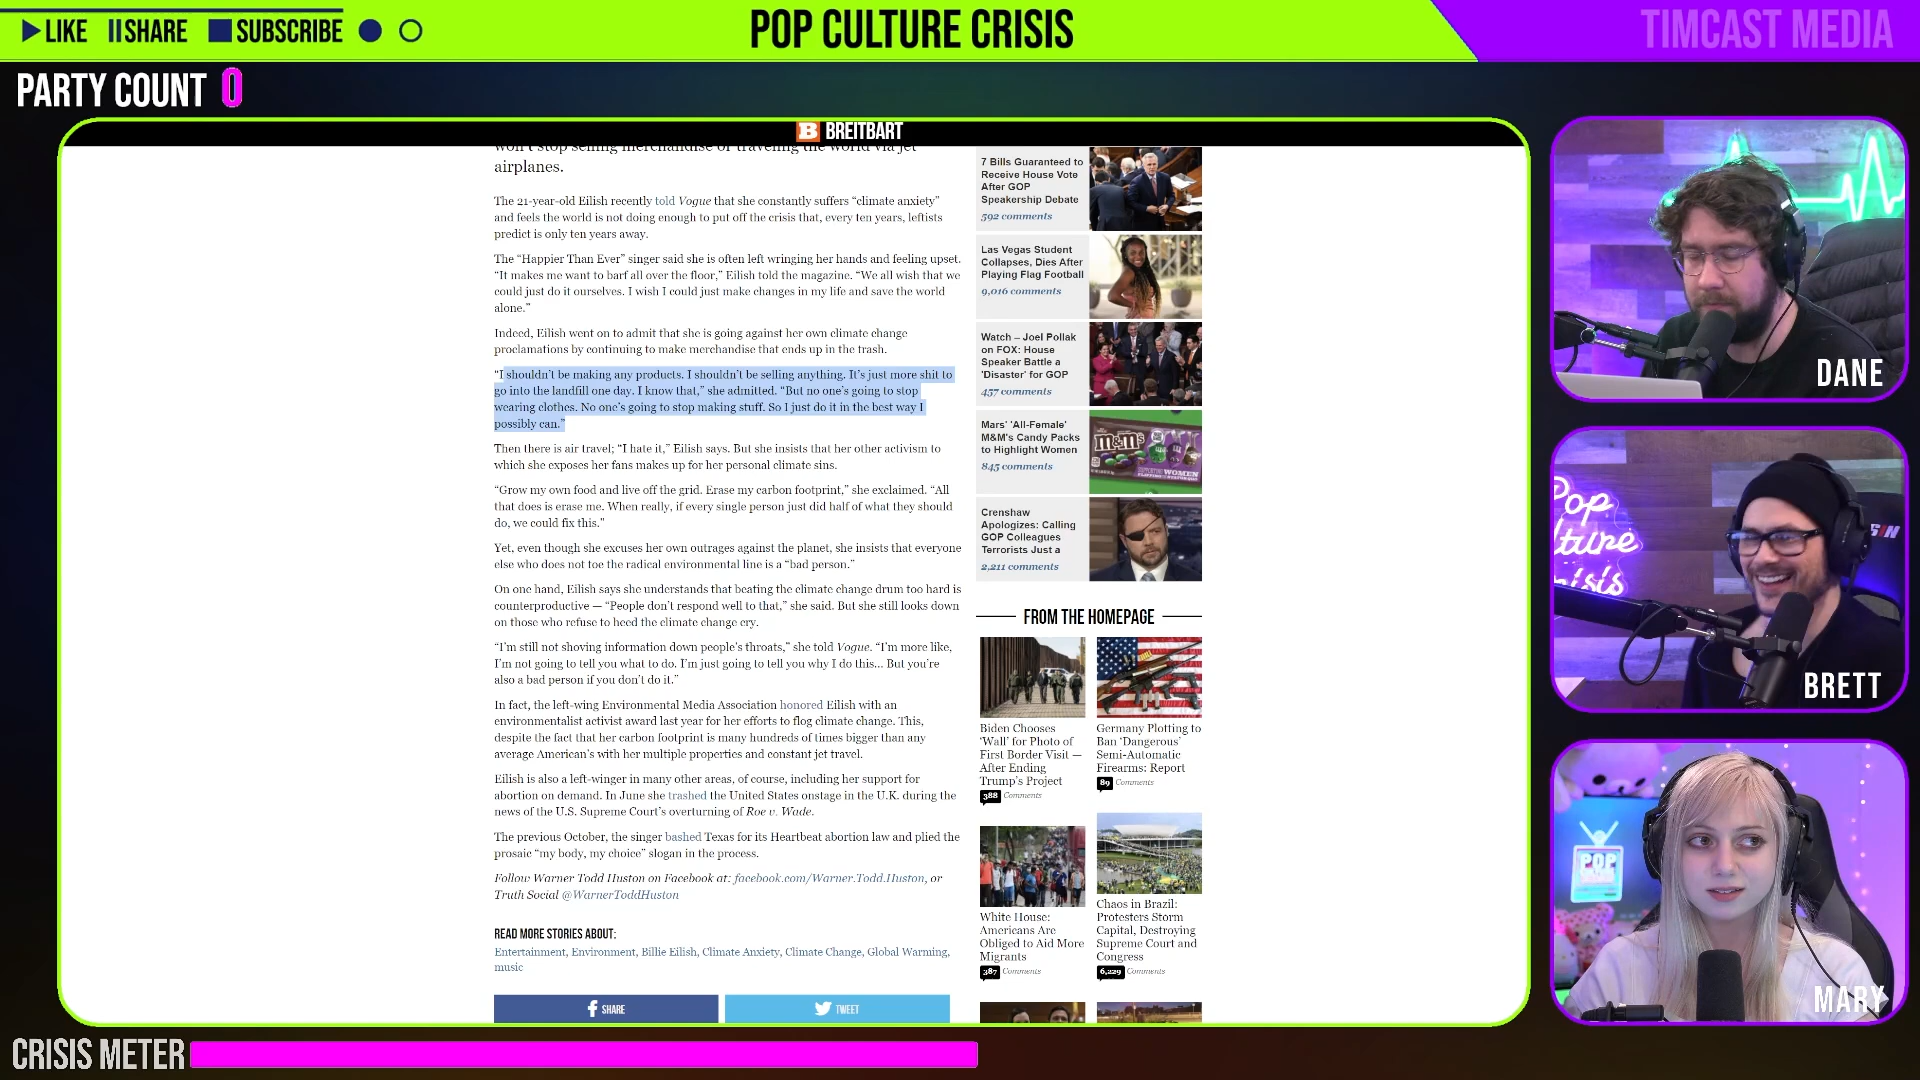 LIKE SHARE SUBSCRIBE
POP CULTURE CRISIS
TIMCAST MEDIA
PARTY COUNT 0
B BREITBART
won't stop selling merchandise or traveling the world via jet
airplanes.
The 21-year-old Eilish recently told Vogue that she constantly suffers “climate anxiety”
and feels the world is not doing enough to put off the crisis that, every ten years, leftists
predict is only ten years away.
The “Happier Than Ever” singer said she is often left wringing her hands and feeling upset.
“It makes me want to barf all over the floor,” Eilish told the magazine. “We all wish that we
could just do it ourselves. I wish I could just make changes in my life and save the world
alone.”
Indeed, Eilish went on to admit that she is going against her own climate change
proclamations by continuing to make merchandise that ends up in the trash.
“I shouldn’t be making any products. I shouldn’t be selling anything. It’s just more shit to
go into the landfill one day. I know that,” she admitted. “But no one’s going to stop
wearing clothes. No one’s going to stop making stuff. So I just do it in the best way I
possibly can.”
Then there is air travel; “I hate it,” Eilish says. But she insists that her other activism to
which she exposes her fans makes up for her personal climate sins.
“Grow my own food and live off the grid. Erase my carbon footprint,” she exclaimed. “All
that does is erase me. When really, if every single person just did half of what they should
do, we could fix this.”
Yet, even though she excuses her own outrages against the planet, she insists that everyone
else who does not toe the radical environmental line is a “bad person.”
On one hand, Eilish says she understands that beating the climate change drum too hard is
counterproductive — “People don’t respond well to that,” she said. But she still looks down
on those who refuse to heed the climate change cry.
“I’m still not shoving information down people’s throats,” she told Vogue. “I’m more like,
I’m not going to tell you what to do. I’m just going to tell you why I do this... But you’re
also a bad person if you don’t do it.”
In fact, the left-wing Environmental Media Association honored Eilish with an
environmentalist activist award last year for her efforts to flog climate change. This,
despite the fact that her carbon footprint is many hundreds of times bigger than any
average American’s with her multiple properties and constant jet travel.
Eilish is also a left-winger in many other areas, of course, including her support for
abortion on demand. In June she trashed the United States onstage in the U.K. during the
news of the U.S. Supreme Court’s overturning of Roe v. Wade.
The previous October, the singer bashed Texas for its Heartbeat abortion law and plied the
prosaic “my body, my choice” slogan in the process.
Follow Warner Todd Huston on Facebook at: facebook.com/Warner.Todd.Huston, or
Truth Social @WarnerToddHuston
READ MORE STORIES ABOUT:
Entertainment, Environment, Billie Eilish, Climate Anxiety, Climate Change, Global Warming,
music
SHARE
TWEET
7 Bills Guaranteed to
Receive House Vote
After GOP
Speakership Debate
592 comments
Las Vegas Student
Collapses, Dies After
Playing Flag Football
9,016 comments
Watch – Joel Pollak
on FOX: House
Speaker Battle a
'Disaster' for GOP
457 comments
Mars' 'All-Female'
M&M's Candy Packs
to Highlight Women
845 comments
m&m's
SUPPORTING WOMEN
Crenshaw
Apologizes: Calling
GOP Colleagues
Terrorists Just a
2,211 comments
FROM THE HOMEPAGE
Biden Chooses
‘Wall’ for Photo of
First Border Visit —
After Ending
Trump’s Project
388 Comments
Germany Plotting to
Ban ‘Dangerous’
Semi-Automatic
Firearms: Report
89 Comments
White House:
Americans Are
Obliged to Aid More
Migrants
387 Comments
Chaos in Brazil:
Protesters Storm
Capital, Destroying
Supreme Court and
Congress
6,229 Comments
DANE
Pop
lture
risis
BRETT
POP
MARY
CRISIS METER